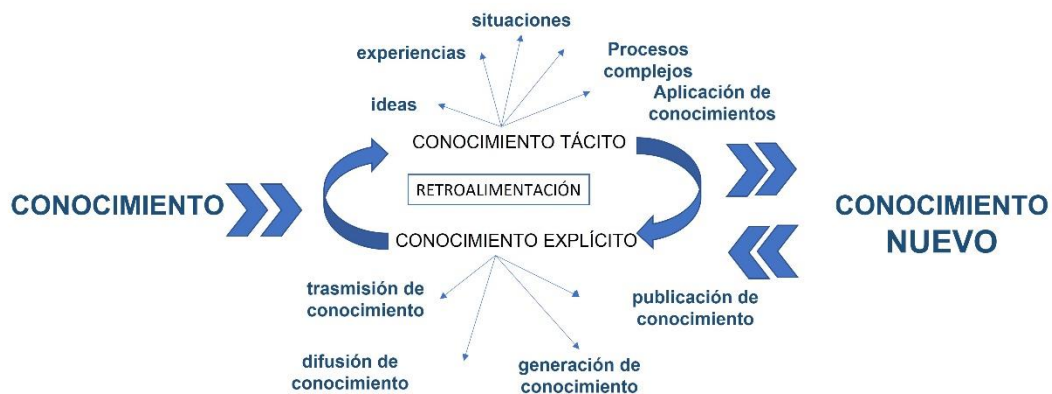 situaciones
experiencias
Procesos
complejos
ideas
Aplicación de
conocimientos
CONOCIMIENTO TÁCITO
RETROALIMENTACIÓN
CONOCIMIENTO
CONOCIMIENTO
NUEVO
CONOCIMIENTO EXPLÍCITO
trasmisión de
conocimiento
publicación de
conocimiento
difusión de
conocimiento
generación de
conocimiento